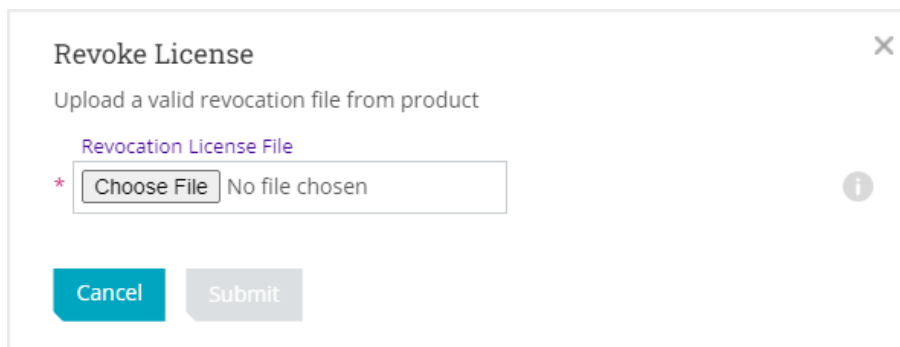 Revoke License
Upload a valid revocation file from product
Revocation License File
* Choose File No file chosen
Cancel Submit